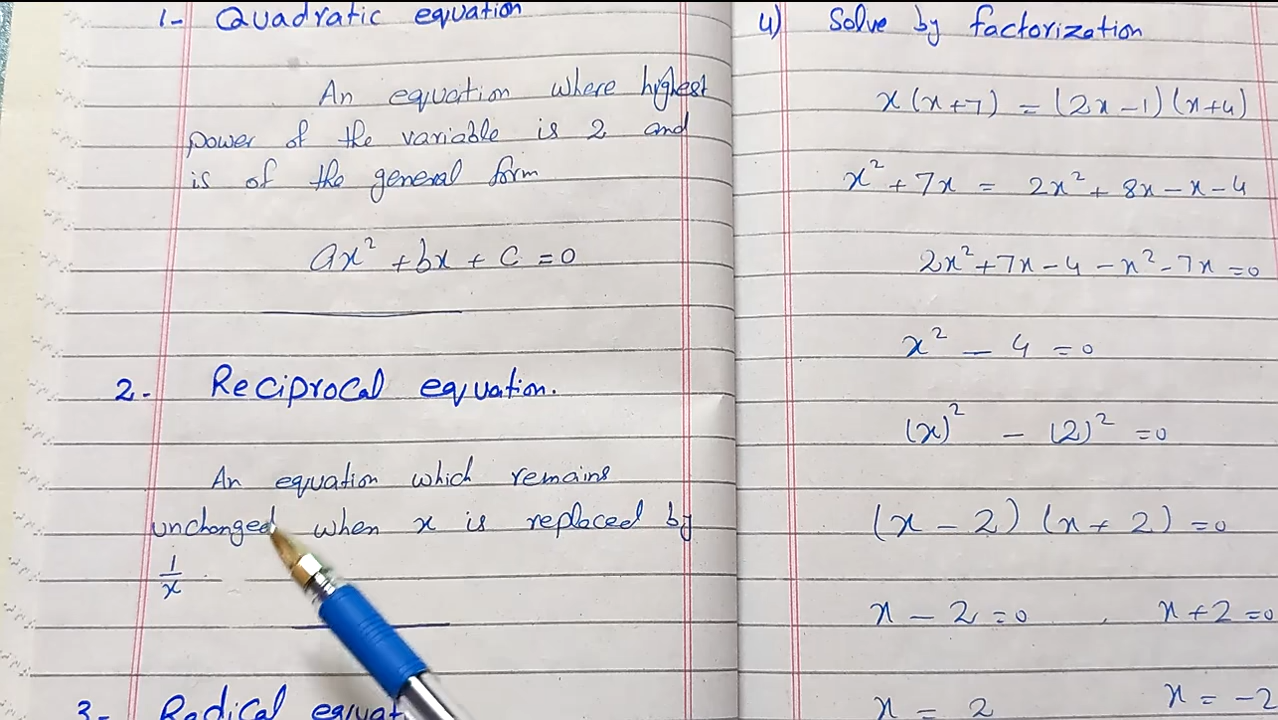 1- Quadratic equation
An equation where highest
power of the variable is 2 and
is of the general form
ax² + bx + c = 0
2- Reciprocal equation.
An equation which remains
unchanged when x is replaced by
1/x
3- Radical equat
4) Solve by factorization
x(x+7) = (2x-1)(x+4)
x² + 7x = 2x² + 8x - x - 4
2x² + 7x - 4 - x² - 7x = 0
x² - 4 = 0
(x)² - (2)² = 0
(x - 2) (x + 2) = 0
x - 2 = 0 , x + 2 = 0
x = 2 x = -2